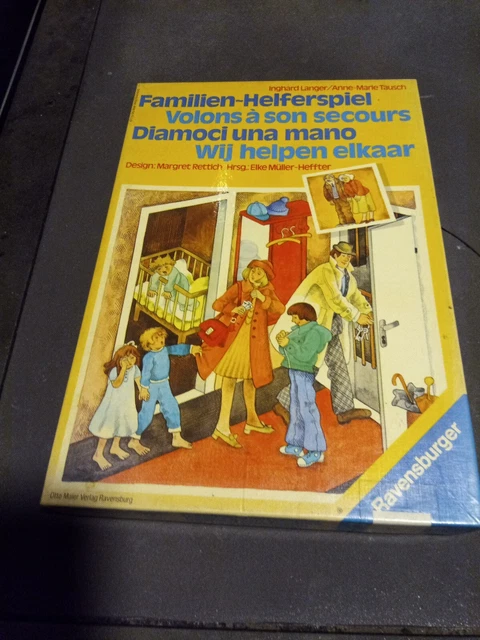 Inghard Langer/Anne-Marie Tausch
Familien-Helferspiel
Volons à son secours
Diamoci una mano
Wij helpen elkaar
Design: Margret Rettich Hrsg.: Elke Müller-Heffter
Otto Maier Verlag Ravensburg
Ravensburger